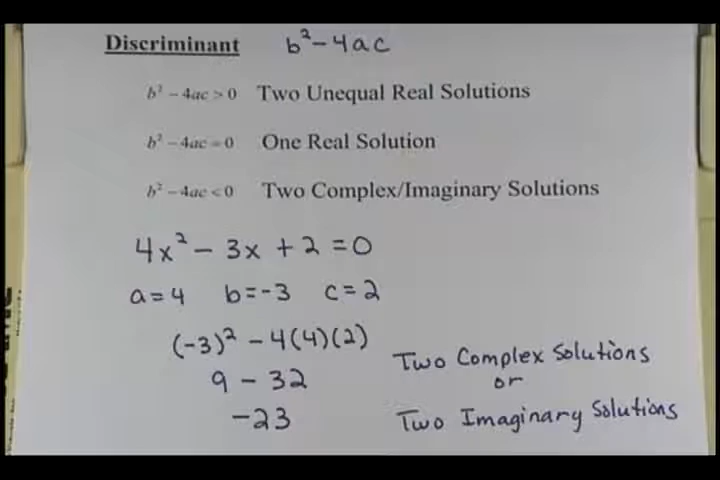 Discriminant b² - 4ac
b² - 4ac > 0 Two Unequal Real Solutions
b² - 4ac = 0 One Real Solution
b² - 4ac < 0 Two Complex/Imaginary Solutions
4x² - 3x + 2 = 0
a = 4 b = -3 c = 2
(-3)² - 4(4)(2)
9 - 32
-23
Two Complex Solutions
or
Two Imaginary Solutions